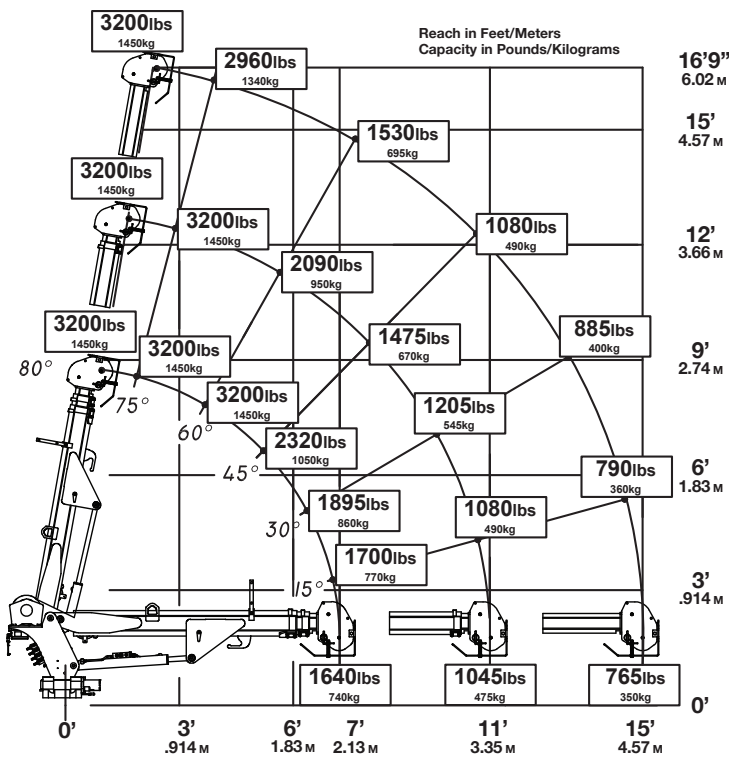 3200lbs
1450kg
Reach in Feet/Meters
Capacity in Pounds/Kilograms
2960lbs
1340kg
16'9”
6.02 M
1530lbs
695kg
15'
4.57 M
3200lbs
1450kg
3200lbs
1450kg
1080lbs
490kg
12'
3.66 M
2090lbs
950kg
3200lbs
1450kg
3200lbs
1450kg
1475lbs
670kg
885lbs
400kg
9'
2.74 M
80°
75°
3200lbs
1450kg
60°
1205lbs
545kg
2320lbs
1050kg
45°
790lbs
360kg
6'
1.83 M
1895lbs
860kg
30°
1080lbs
490kg
1700lbs
770kg
15°
3'
.914 M
1640lbs
740kg
1045lbs
475kg
765lbs
350kg
0'
0'
3'
.914 M
6'
1.83 M
7'
2.13 M
11'
3.35 M
15'
4.57 M